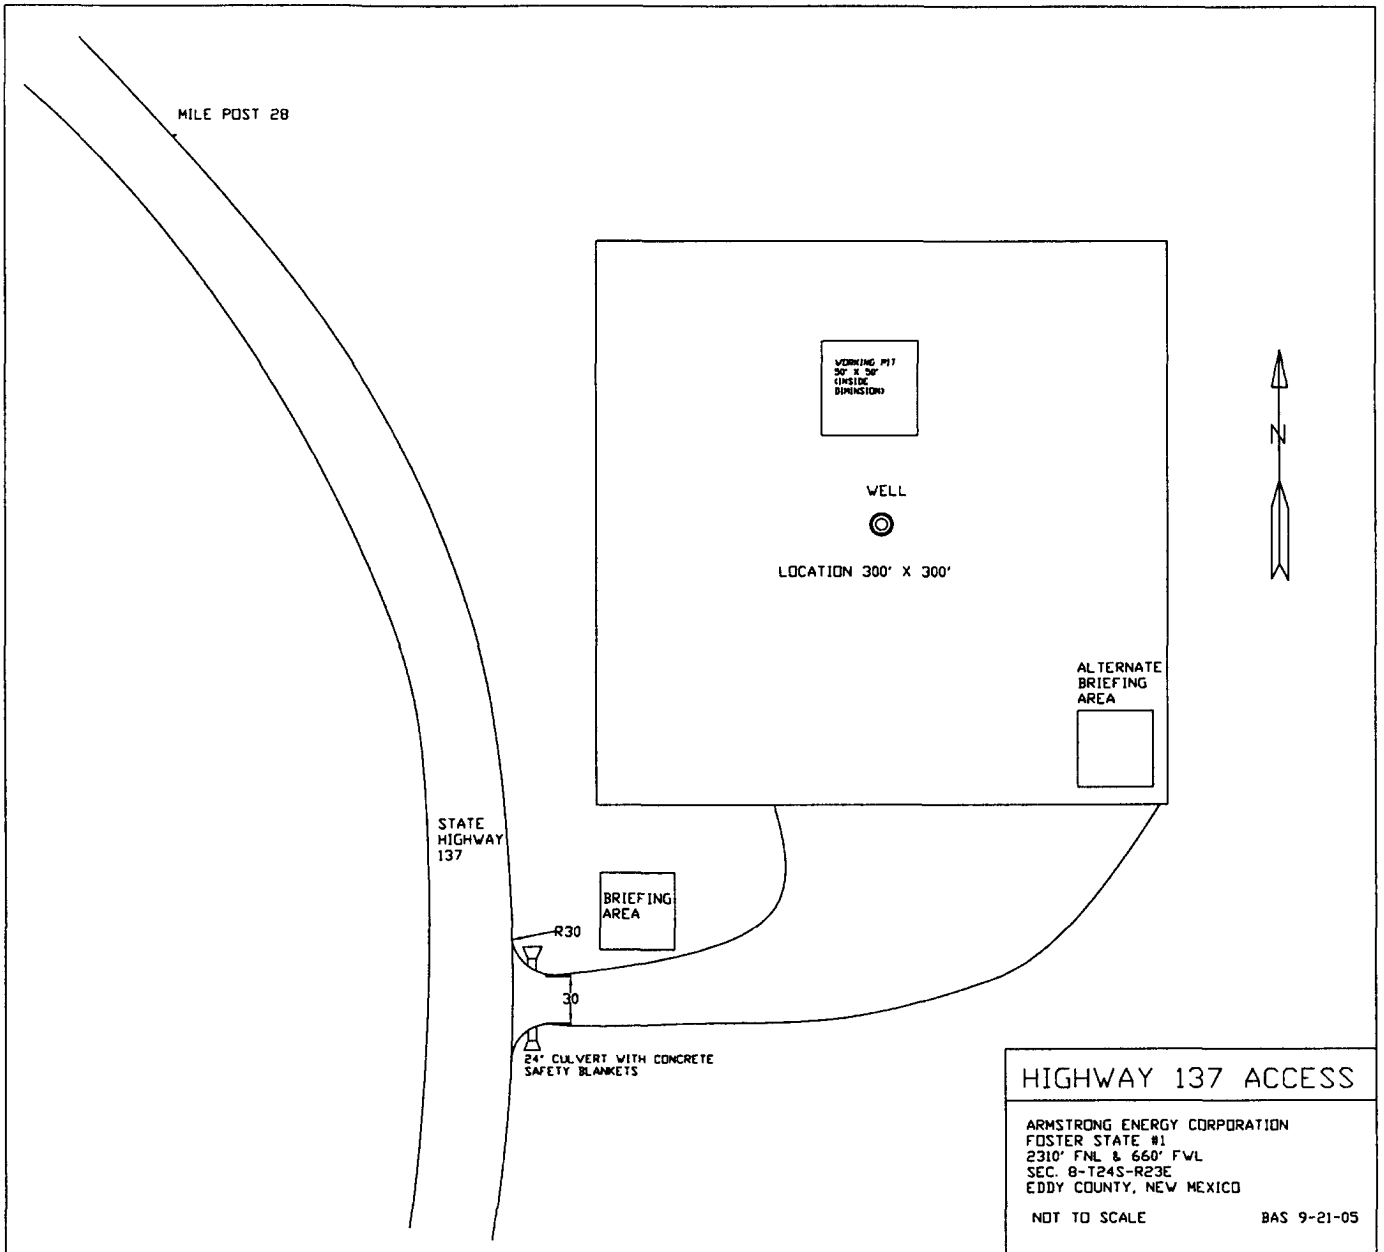 MILE POST 28
WORKING PIT
50' X 50'
(INSIDE
DIMINSION)
WELL
LOCATION 300' X 300'
N
ALTERNATE
BRIEFING
AREA
STATE
HIGHWAY
137
BRIEFING
AREA
R30
30
24" CULVERT WITH CONCRETE
SAFETY BLANKETS
HIGHWAY 137 ACCESS
ARMSTRONG ENERGY CORPORATION
FOSTER STATE #1
2310' FNL & 660' FWL
SEC. 8-T24S-R23E
EDDY COUNTY, NEW MEXICO
NOT TO SCALE BAS 9-21-05